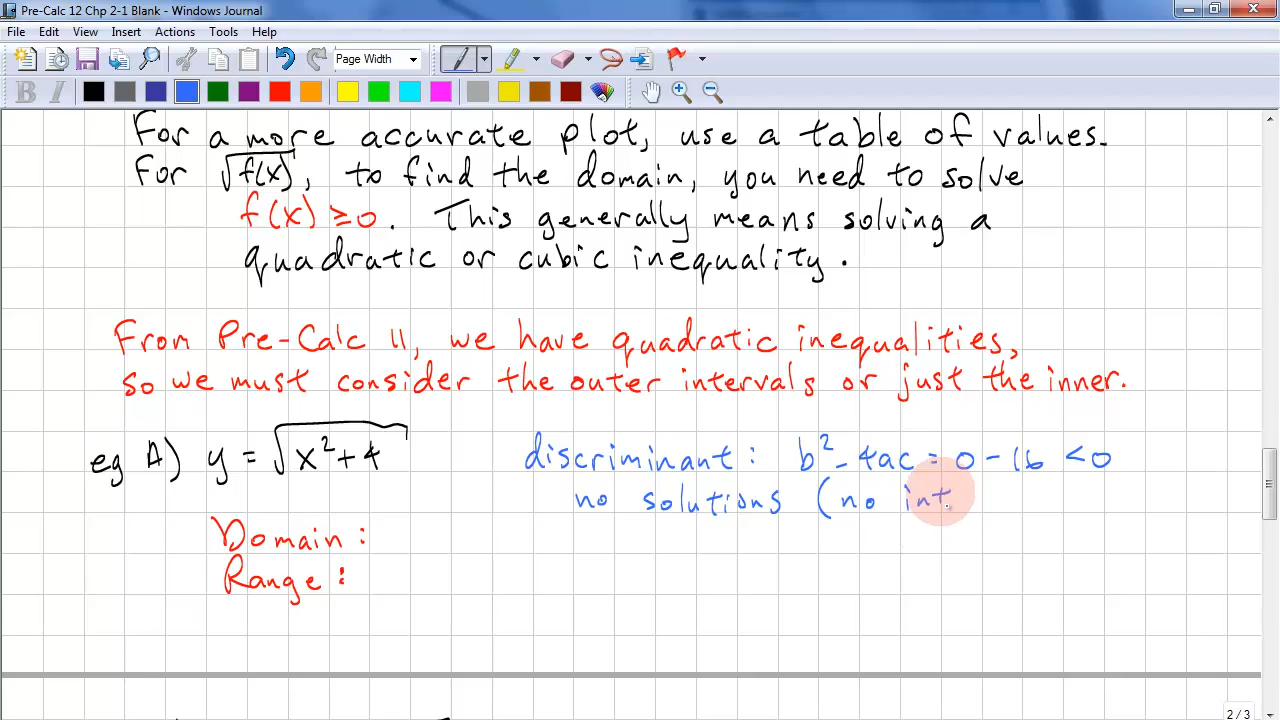 Pre-Calc 12 Chp 2-1 Blank - Windows Journal
File Edit View Insert Actions Tools Help
Page Width
B I
For a more accurate plot, use a table of values.
For √f(x), to find the domain, you need to solve
f(x) ≥ 0. This generally means solving a
quadratic or cubic inequality.
From Pre-Calc 11, we have quadratic inequalities,
so we must consider the outer intervals or just the inner.
eg A) y = √x²+4 discriminant: b²-4ac = 0-16 <0
no solutions (no int
Domain:
Range:
2/3